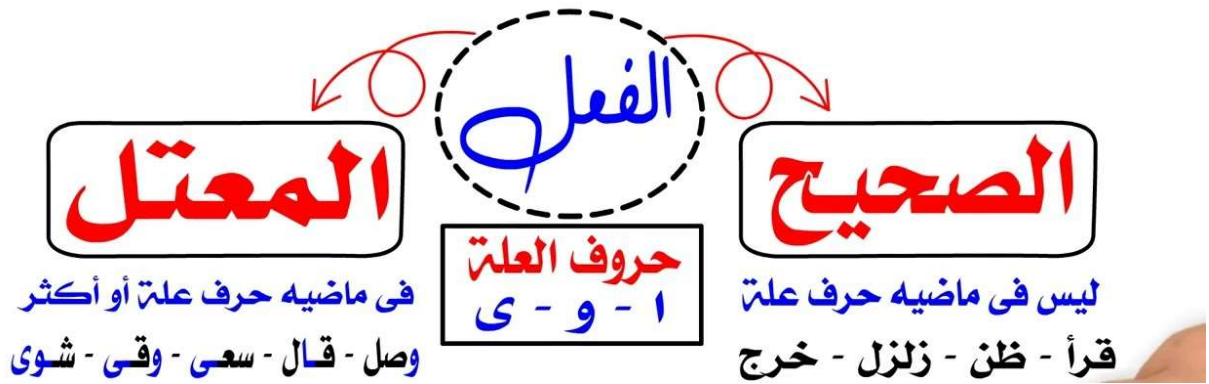 الفعل
الصحيح
ليس فى ماضيه حرف علة
قرأ - ظن - زلزل - خرج
حروف العلة
ا - و - ى
المعتل
فى ماضيه حرف علة أو أكثر
وصل - قال - سعى - وقى - شوى